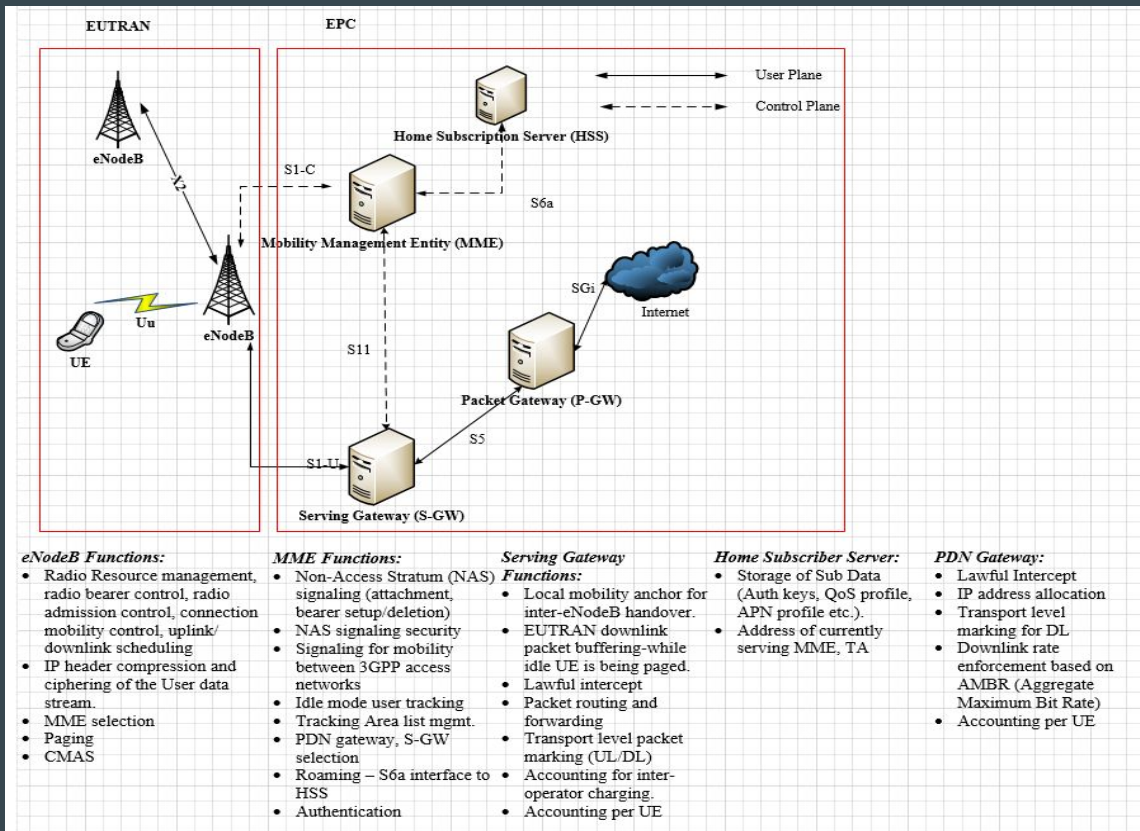 EUTRAN
EPC
User Plane
Control Plane
Home Subscription Server (HSS)
eNodeB
X2
S1-C
S6a
Mobility Management Entity (MME)
SGi
Internet
Uu
eNodeB
UE
S11
Packet Gateway (P-GW)
S5
S1-U
Serving Gateway (S-GW)
eNodeB Functions:
• Radio Resource management,
radio bearer control, radio
admission control, connection
mobility control, uplink/
downlink scheduling
• IP header compression and
ciphering of the User data
stream.
• MME selection
• Paging
• CMAS
MME Functions:
• Non-Access Stratum (NAS)
signaling (attachment,
bearer setup/deletion)
• NAS signaling security
• Signaling for mobility
between 3GPP access
networks
• Idle mode user tracking
• Tracking Area list mgmt.
• PDN gateway, S-GW
selection
• Roaming – S6a interface to
HSS
• Authentication
Serving Gateway
Functions:
• Local mobility anchor for
inter-eNodeB handover.
• EUTRAN downlink
packet buffering-while
idle UE is being paged.
• Lawful intercept
• Packet routing and
forwarding
• Transport level packet
marking (UL/DL)
• Accounting for inter-
operator charging.
• Accounting per UE
Home Subscriber Server:
• Storage of Sub Data
(Auth keys, QoS profile,
APN profile etc.).
• Address of currently
serving MME, TA
PDN Gateway:
• Lawful Intercept
• IP address allocation
• Transport level
marking for DL
• Downlink rate
enforcement based on
AMBR (Aggregate
Maximum Bit Rate)
• Accounting per UE